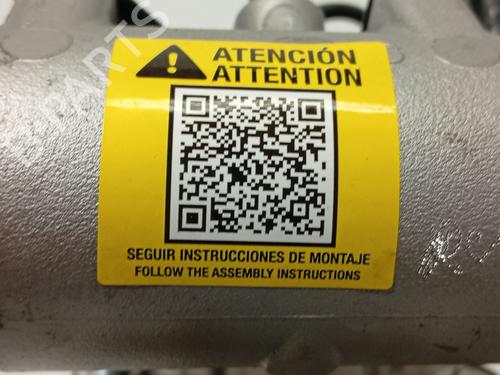 ATENCIÓN
ATTENTION
SEGUIR INSTRUCCIONES DE MONTAJE
FOLLOW THE ASSEMBLY INSTRUCTIONS